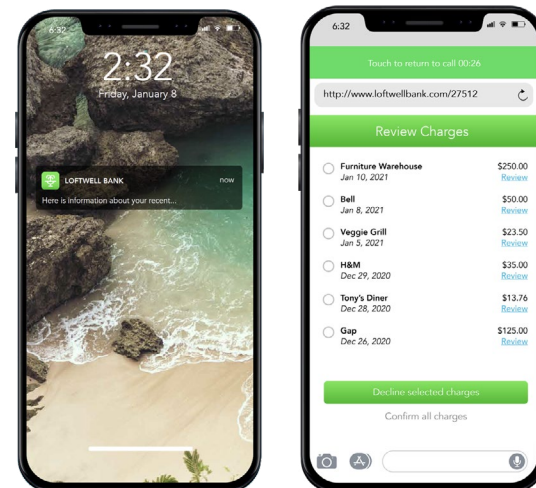 6:32
2:32
Friday, January 8
LOFTWELL BANK now
Here is Information about your recent...
6:32
Touch to return to call 00:26
http://www.loftwellbank.com/27512
Review Charges
Furniture Warehouse $250.00
Jan 10, 2021 Review
Bell $50.00
Jan 8, 2021 Review
Veggie Grill $23.50
Jan 5, 2021 Review
H&M $35.00
Dec 29, 2020 Review
Tony's Diner $13.76
Dec 28, 2020 Review
Gap $125.00
Dec 26, 2020 Review
Decline selected charges
Confirm all charges